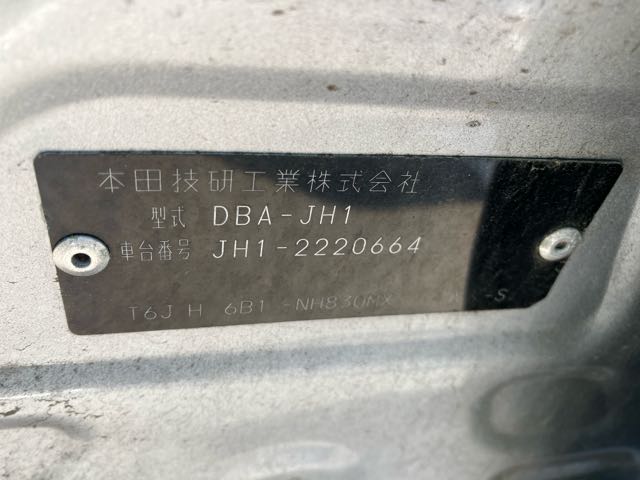 本田技研工業株式会社
型式 DBA-JH1
車台番号 JH1-2220664
T6J H 6B1 -NH830MX -S